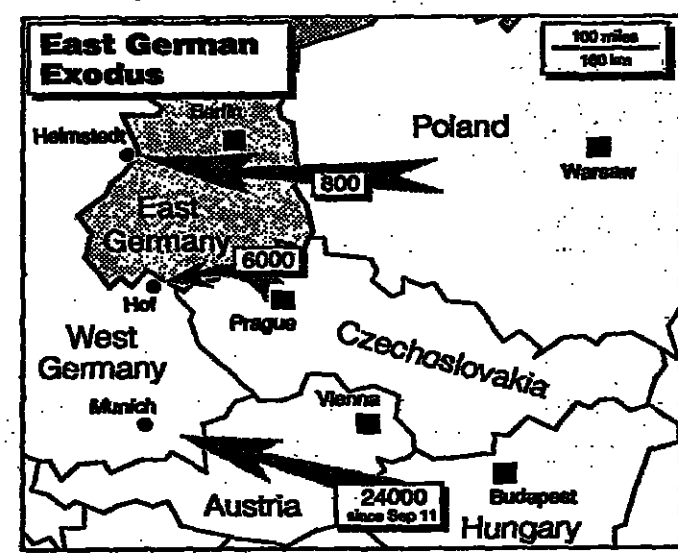 East German
Exodus
100 miles
160 km
Berlin
Helmstedt
Poland
Warsaw
800
East
Germany
6000
Hof
Prague
West
Germany
Czechoslovakia
Munich
Vienna
24000
since Sep 11
Budapest
Austria
Hungary